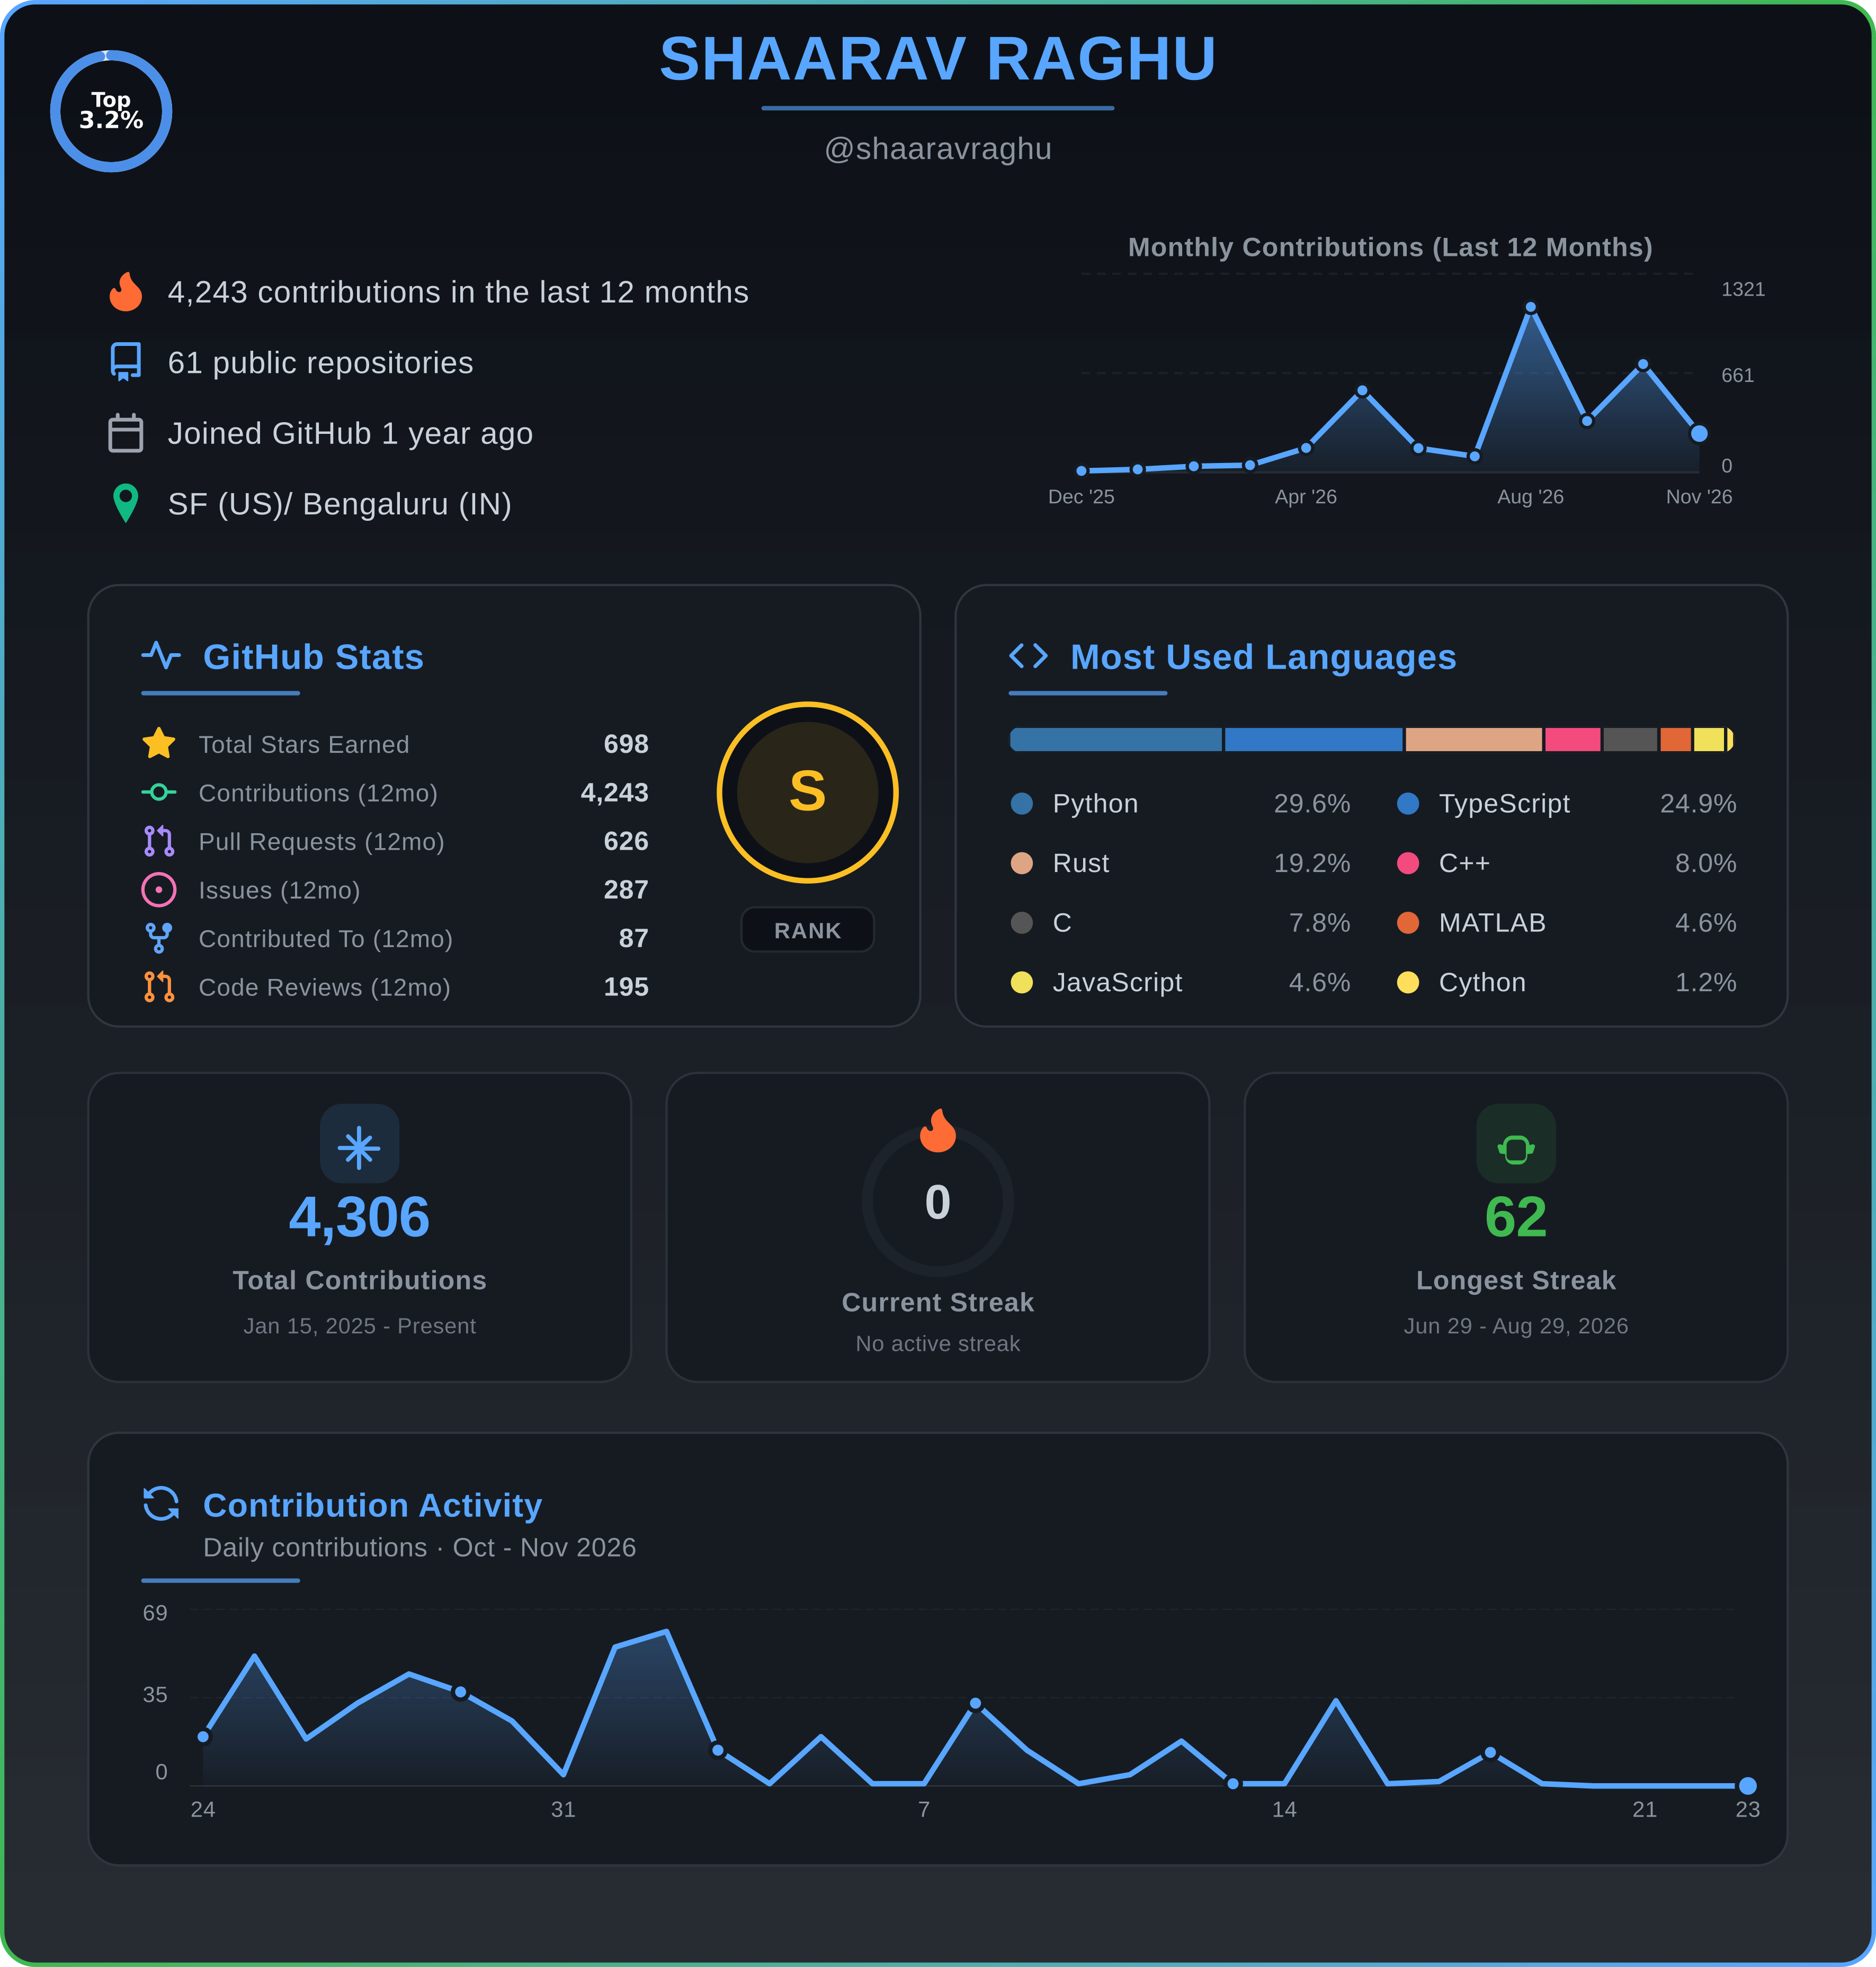 Top
3.2%
SHAARAV RAGHU
@shaaravraghu
4,243 contributions in the last 12 months
61 public repositories
Joined GitHub 1 year ago
SF (US)/ Bengaluru (IN)
Monthly Contributions (Last 12 Months)
1321
661
0
Dec '25 Apr '26 Aug '26 Nov '26
GitHub Stats
Total Stars Earned 698
Contributions (12mo) 4,243
Pull Requests (12mo) 626
Issues (12mo) 287
Contributed To (12mo) 87
Code Reviews (12mo) 195
S
RANK
Most Used Languages
Python 29.6% TypeScript 24.9%
Rust 19.2% C++ 8.0%
C 7.8% MATLAB 4.6%
JavaScript 4.6% Cython 1.2%
4,306
Total Contributions
Jan 15, 2025 - Present
0
Current Streak
No active streak
62
Longest Streak
Jun 29 - Aug 29, 2026
Contribution Activity
Daily contributions · Oct - Nov 2026
69
35
0
24 31 7 14 21 23